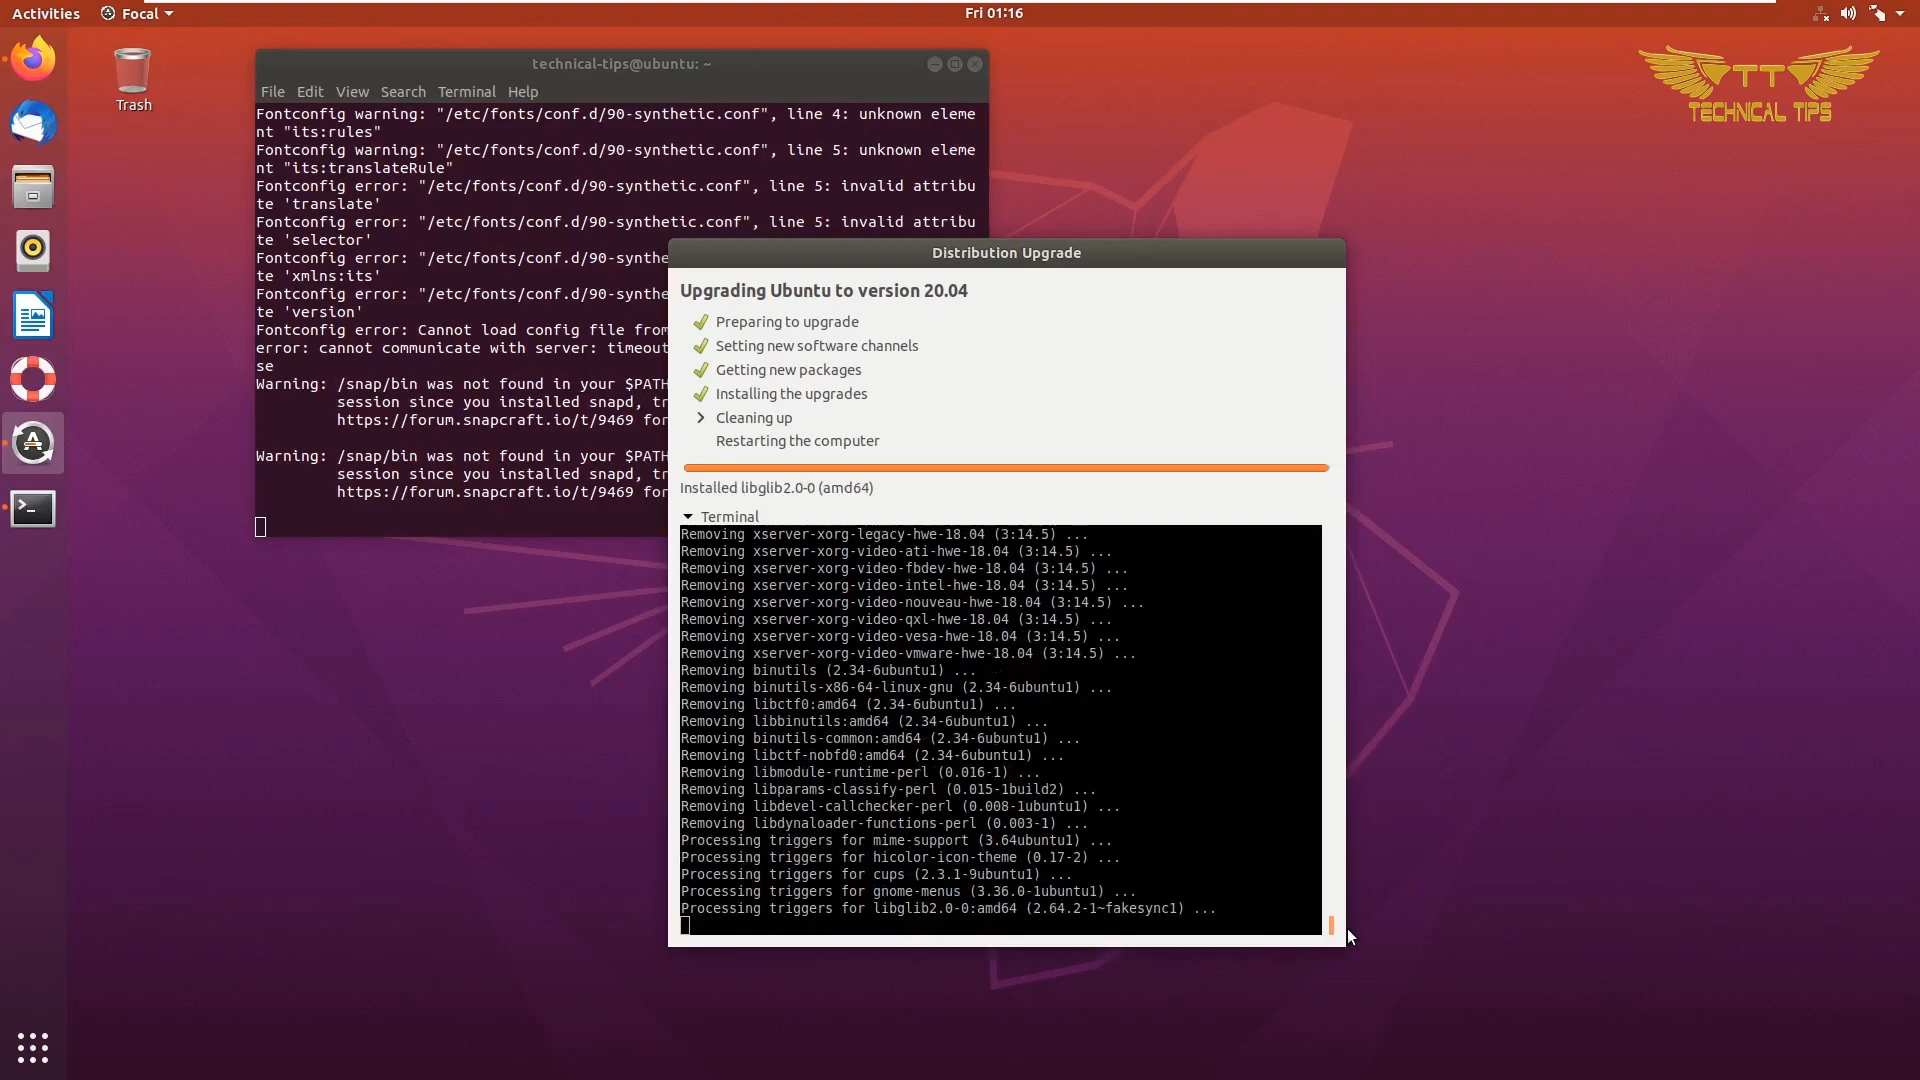 Activities
Focal
Fri 01:16
Trash
TT
TECHNICAL TIPS
technical-tips@ubuntu: ~
File Edit View Search Terminal Help
Fontconfig warning: "/etc/fonts/conf.d/90-synthetic.conf", line 4: unknown eleme
nt "its:rules"
Fontconfig warning: "/etc/fonts/conf.d/90-synthetic.conf", line 5: unknown eleme
nt "its:translateRule"
Fontconfig error: "/etc/fonts/conf.d/90-synthetic.conf", line 5: invalid attribu
te 'translate'
Fontconfig error: "/etc/fonts/conf.d/90-synthetic.conf", line 5: invalid attribu
te 'selector'
Fontconfig error: "/etc/fonts/conf.d/90-synthe
te 'xmlns:its'
Fontconfig error: "/etc/fonts/conf.d/90-synthe
te 'version'
Fontconfig error: Cannot load config file from
error: cannot communicate with server: timeout
se
Warning: /snap/bin was not found in your $PATH
session since you installed snapd, tr
https://forum.snapcraft.io/t/9469 for
Warning: /snap/bin was not found in your $PATH
session since you installed snapd, tr
https://forum.snapcraft.io/t/9469 for
Distribution Upgrade
Upgrading Ubuntu to version 20.04
Preparing to upgrade
Setting new software channels
Getting new packages
Installing the upgrades
Cleaning up
Restarting the computer
Installed libglib2.0-0 (amd64)
Terminal
Removing xserver-xorg-legacy-hwe-18.04 (3:14.5) ...
Removing xserver-xorg-video-ati-hwe-18.04 (3:14.5) ...
Removing xserver-xorg-video-fbdev-hwe-18.04 (3:14.5) ...
Removing xserver-xorg-video-intel-hwe-18.04 (3:14.5) ...
Removing xserver-xorg-video-nouveau-hwe-18.04 (3:14.5) ...
Removing xserver-xorg-video-qxl-hwe-18.04 (3:14.5) ...
Removing xserver-xorg-video-vesa-hwe-18.04 (3:14.5) ...
Removing xserver-xorg-video-vmware-hwe-18.04 (3:14.5) ...
Removing binutils (2.34-6ubuntu1) ...
Removing binutils-x86-64-linux-gnu (2.34-6ubuntu1) ...
Removing libctf0:amd64 (2.34-6ubuntu1) ...
Removing libbinutils:amd64 (2.34-6ubuntu1) ...
Removing binutils-common:amd64 (2.34-6ubuntu1) ...
Removing libctf-nobfd0:amd64 (2.34-6ubuntu1) ...
Removing libmodule-runtime-perl (0.016-1) ...
Removing libparams-classify-perl (0.015-1build2) ...
Removing libdevel-callchecker-perl (0.008-1ubuntu1) ...
Removing libdynaloader-functions-perl (0.003-1) ...
Processing triggers for mime-support (3.64ubuntu1) ...
Processing triggers for hicolor-icon-theme (0.17-2) ...
Processing triggers for cups (2.3.1-9ubuntu1) ...
Processing triggers for gnome-menus (3.36.0-1ubuntu1) ...
Processing triggers for libglib2.0-0:amd64 (2.64.2-1~fakesync1) ...